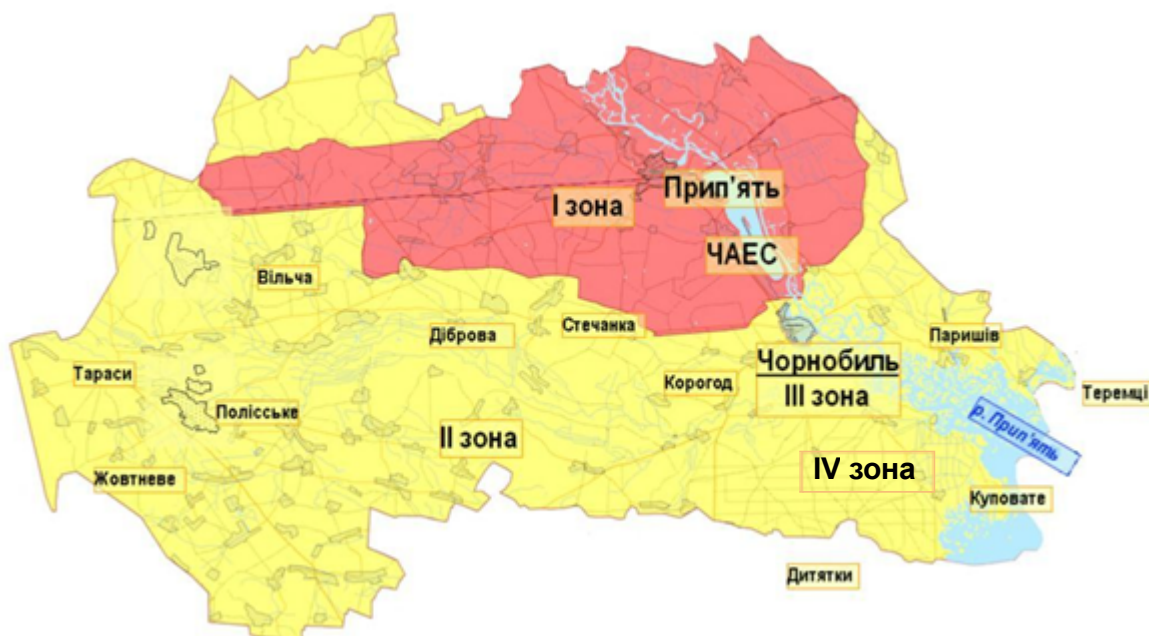 Прип'ять
І зона
ЧАЕС
Вільча
Стечанка
Діброва
Паришів
Чорнобиль
ІІІ зона
Тараси
Корогод
Теремці
Полісське
р. Прип'ять
ІІ зона
IV зона
Жовтневе
Куповате
Дитятки